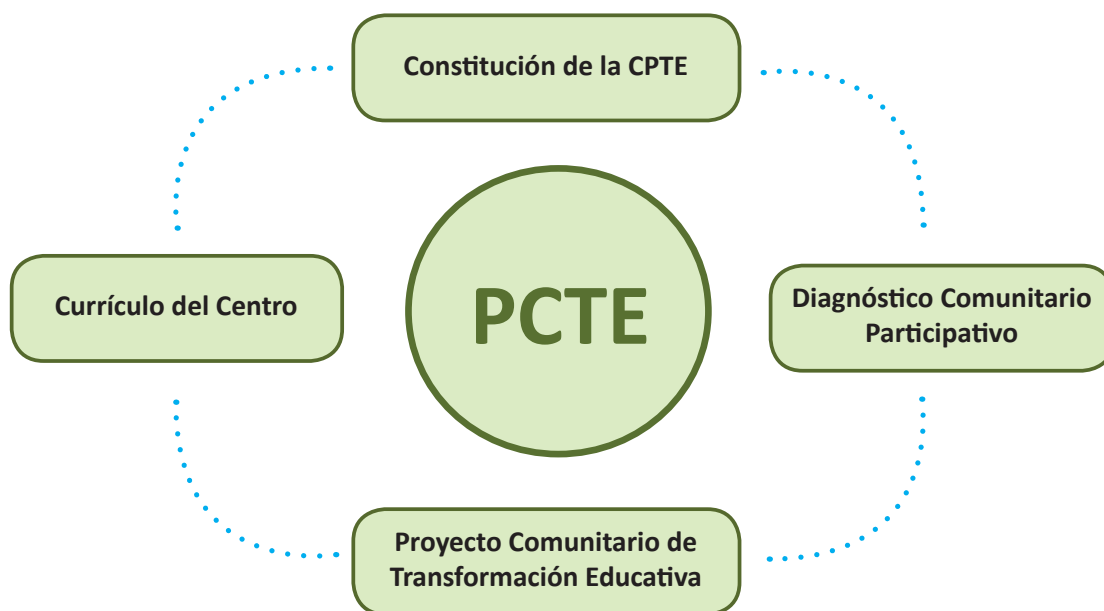 Constitución de la CPTE
PCTE
Currículo del Centro
Diagnóstico Comunitario
Participativo
Proyecto Comunitario de
Transformación Educativa